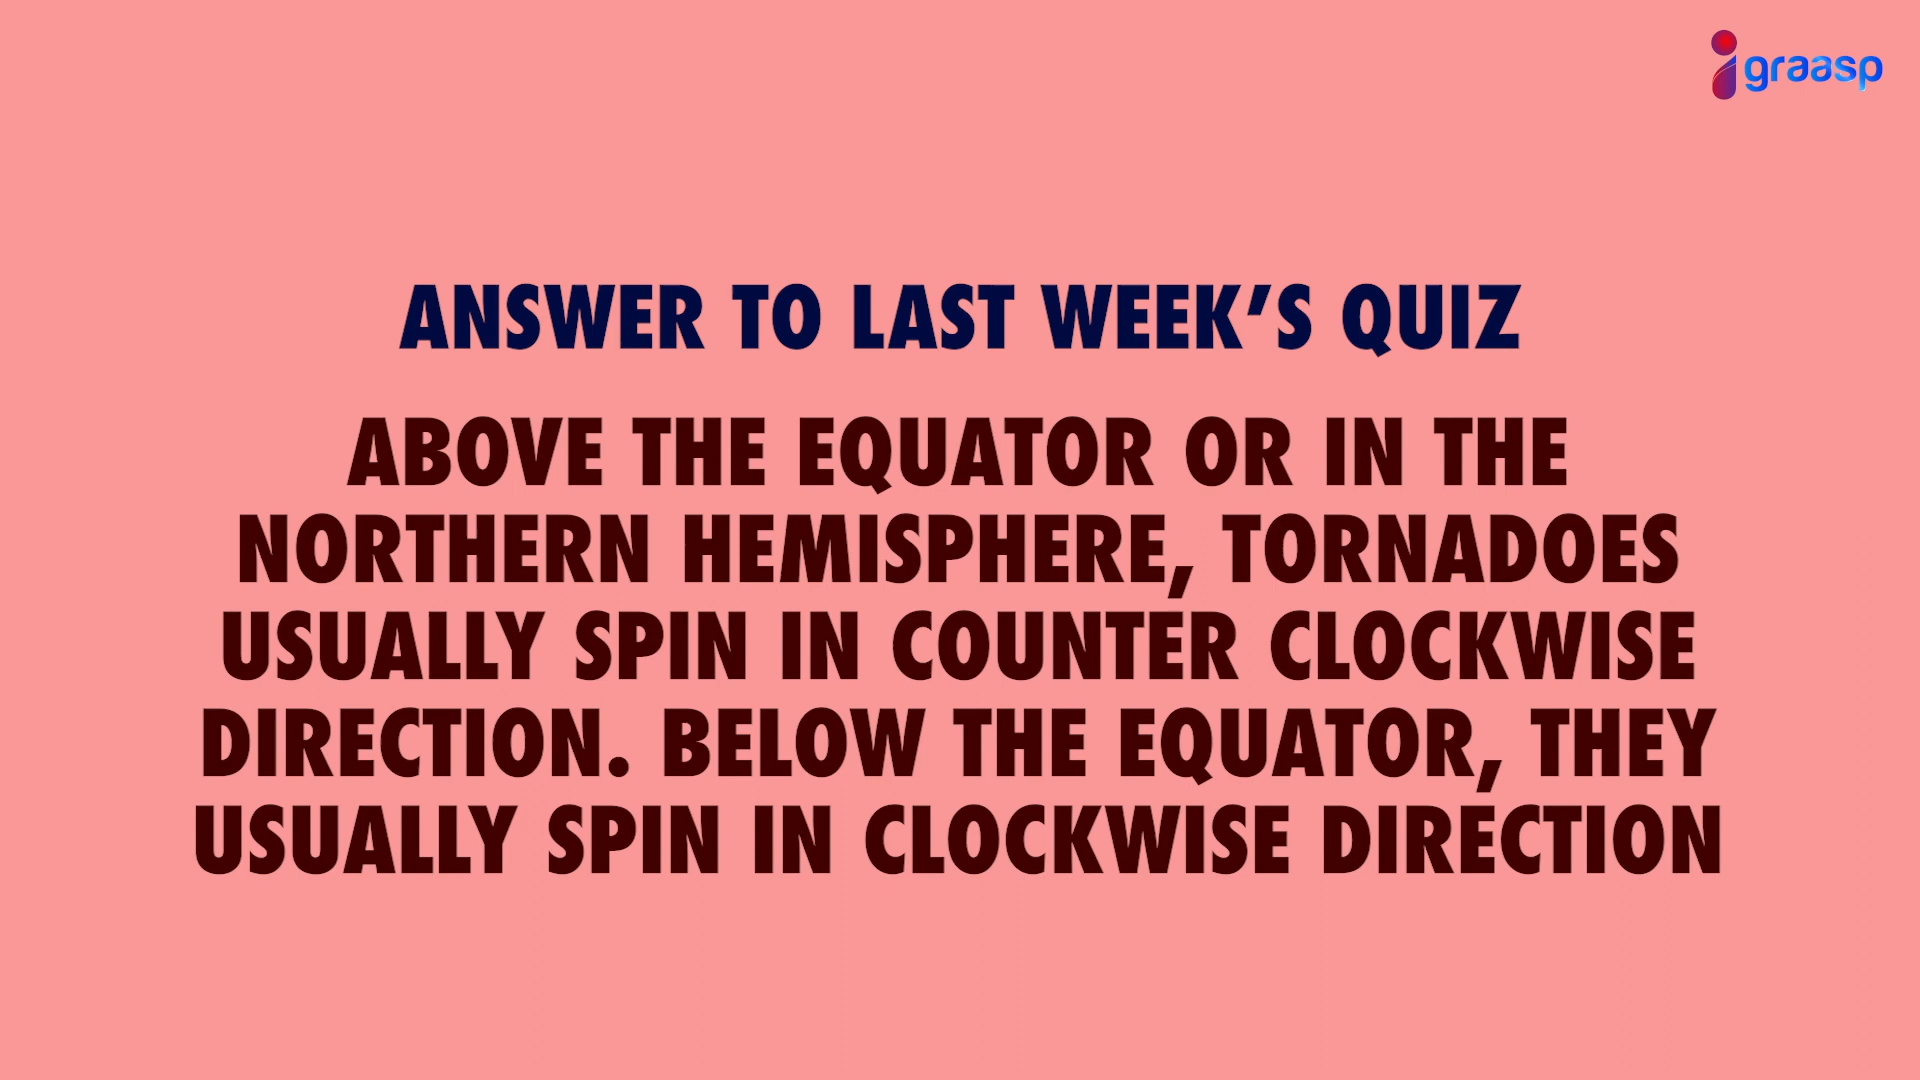 igraasp
ANSWER TO LAST WEEK’S QUIZ
ABOVE THE EQUATOR OR IN THE
NORTHERN HEMISPHERE, TORNADOES
USUALLY SPIN IN COUNTER CLOCKWISE
DIRECTION. BELOW THE EQUATOR, THEY
USUALLY SPIN IN CLOCKWISE DIRECTION